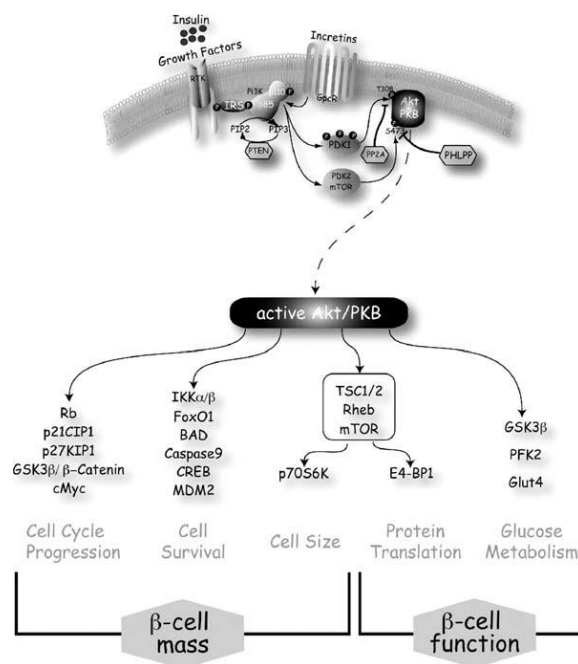 Insulin
Growth Factors
Incretins
RTK
IRS
P
Pi3K
P
GpcR
PIP2
PIP3
PTEN
P P P
PDK1
PDK2
mTOR
PP2A
T308
Akt
PKB
P
PHLPP
active Akt/PKB
Rb
p21CIP1
p27KIP1
GSK3β/ β-Catenin
cMyc
IKKα/β
FoxO1
BAD
Caspase9
CREB
MDM2
TSC1/2
Rheb
mTOR
p70S6K
E4-BP1
GSK3β
PFK2
Glut4
Cell Cycle
Progression
Cell
Survival
Cell Size
Protein
Translation
Glucose
Metabolism
β-cell
mass
β-cell
function